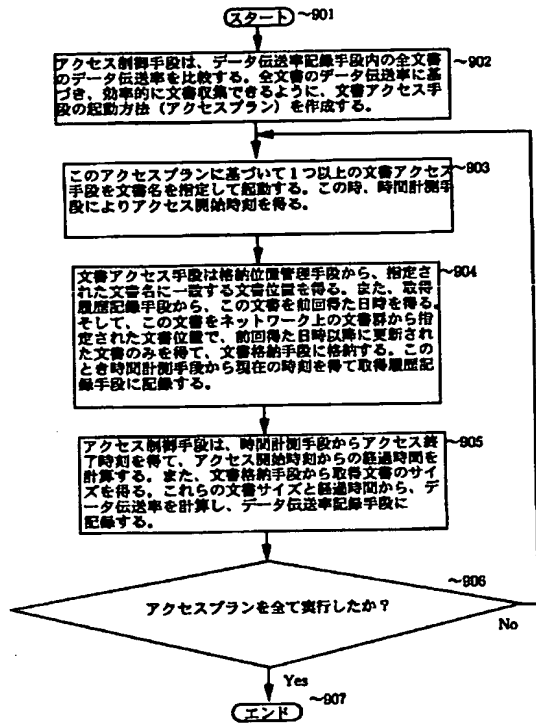 スタート
~901
アクセス制御手段は、データ伝送率記録手段内の全文書
のデータ伝送率を比較する。全文書のデータ伝送率に基
づき、効率的に文書収集できるように、文書アクセス手
段の起動方法（アクセスプラン）を作成する。
~902
このアクセスプランに基づいて1つ以上の文書アクセス
手段を文書名を指定して起動する。この時、時間計測手
段によりアクセス開始時刻を得る。
~903
文書アクセス手段は格納位置管理手段から、指定さ
れた文書名に一致する文書位置を得る。また、取得
履歴記録手段から、この文書を前回得た日時を得る。
そして、この文書をネットワーク上の文書群から指
定された文書位置で、前回得た日時以降に更新され
た文書のみを得て、文書格納手段に格納する。この
とき時間計測手段から現在の時刻を得て取得履歴記
録手段に記録する。
~904
アクセス制御手段は、時間計測手段からアクセス終
了時刻を得て、アクセス開始時刻からの経過時間を
計算する。また、文書格納手段から取得文書のサイ
ズを得る。これらの文書サイズと経過時間から、デ
ータ伝送率を計算し、データ伝送率記録手段に
記録する。
~905
~906
アクセスプランを全て実行したか？
No
Yes
~907
エンド